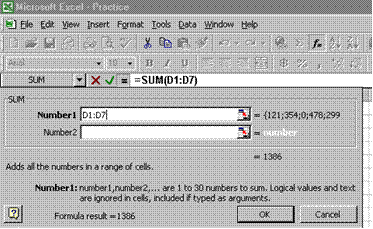 Microsoft Excel - Practice
File Edit View Insert Format Tools Data Window Help
Arial 10 B I U
SUM =SUM(D1:D7)
SUM
Number1 D1:D7 = {121;354;0;478;299
Number2 = number
= 1386
Adds all the numbers in a range of cells.
Number1: number1,number2,... are 1 to 30 numbers to sum. Logical values and text
are ignored in cells, included if typed as arguments.
Formula result =1386 OK Cancel